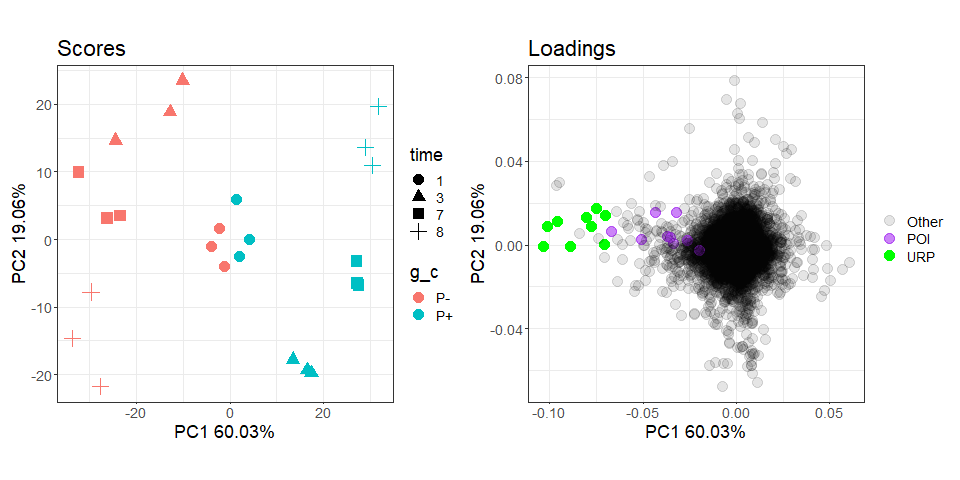 Scores
PC2 19.06%
20
10
0
-10
-20
-20
0
20
PC1 60.03%
time
1
3
7
8
g_c
P-
P+
Loadings
PC2 19.06%
0.08
0.04
0.00
-0.04
-0.10
-0.05
0.00
0.05
PC1 60.03%
Other
POI
URP